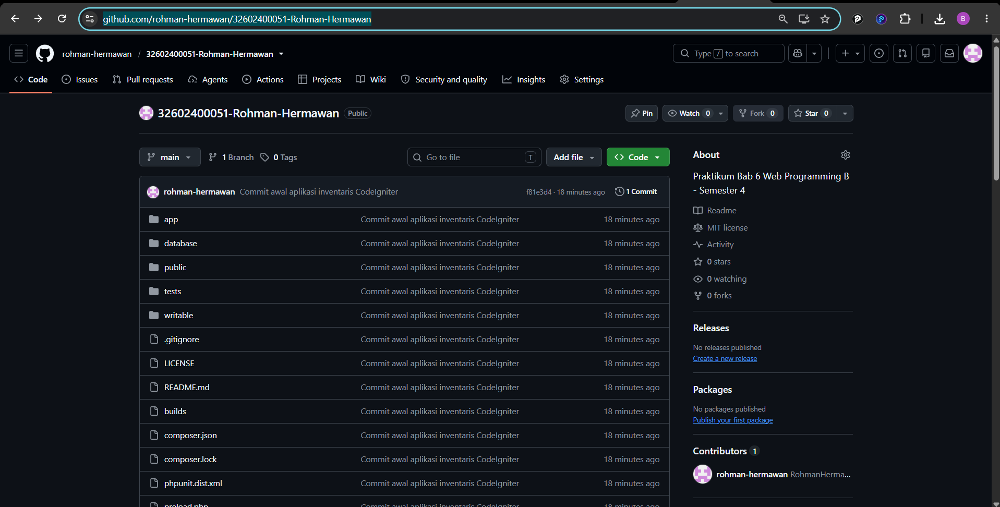 github.com/rohman-hermawan/32602400051-Rohman-Hermawan
B
rohman-hermawan / 32602400051-Rohman-Hermawan
Type / to search
Code Issues Pull requests Agents Actions Projects Wiki Security and quality Insights Settings
32602400051-Rohman-Hermawan Public
Pin Watch 0 Fork 0 Star 0
main 1 Branch 0 Tags Go to file T Add file Code
rohman-hermawan Commit awal aplikasi inventaris CodeIgniter f81e3d4 · 18 minutes ago 1 Commit
app Commit awal aplikasi inventaris CodeIgniter 18 minutes ago
database Commit awal aplikasi inventaris CodeIgniter 18 minutes ago
public Commit awal aplikasi inventaris CodeIgniter 18 minutes ago
tests Commit awal aplikasi inventaris CodeIgniter 18 minutes ago
writable Commit awal aplikasi inventaris CodeIgniter 18 minutes ago
.gitignore Commit awal aplikasi inventaris CodeIgniter 18 minutes ago
LICENSE Commit awal aplikasi inventaris CodeIgniter 18 minutes ago
README.md Commit awal aplikasi inventaris CodeIgniter 18 minutes ago
builds Commit awal aplikasi inventaris CodeIgniter 18 minutes ago
composer.json Commit awal aplikasi inventaris CodeIgniter 18 minutes ago
composer.lock Commit awal aplikasi inventaris CodeIgniter 18 minutes ago
phpunit.dist.xml Commit awal aplikasi inventaris CodeIgniter 18 minutes ago
preload.php Commit awal aplikasi inventaris CodeIgniter 18 minutes ago
About
Praktikum Bab 6 Web Programming B
- Semester 4
Readme
MIT license
Activity
0 stars
0 watching
0 forks
Releases
No releases published
Create a new release
Packages
No packages published
Publish your first package
Contributors 1
rohman-hermawan RohmanHerma...